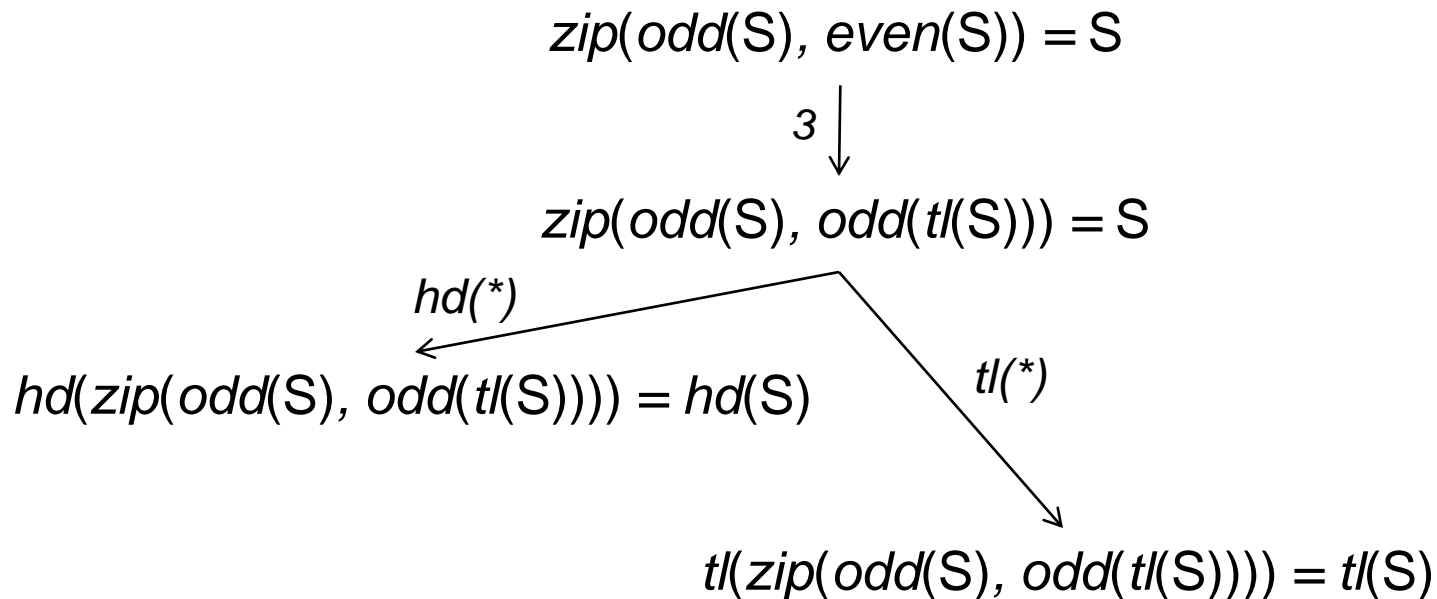 zip(odd(S), even(S)) = S
3
zip(odd(S), odd(tl(S))) = S
hd(*)
tl(*)
hd(zip(odd(S), odd(tl(S)))) = hd(S)
tl(zip(odd(S), odd(tl(S)))) = tl(S)